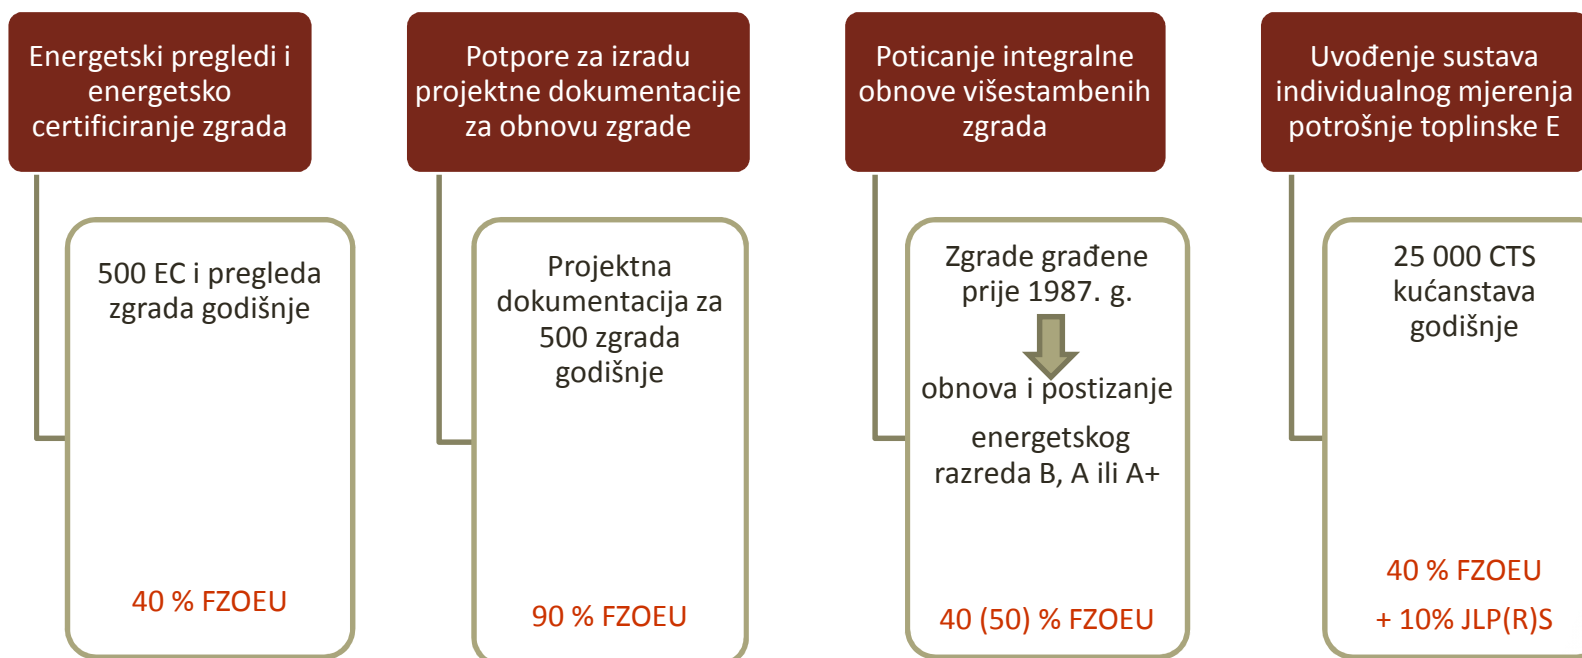 Energetski pregledi i
energetsko
certificiranje zgrada
500 EC i pregleda
zgrada godišnje
40 % FZOEU
Potpore za izradu
projektne dokumentacije
za obnovu zgrade
Projektna
dokumentacija za
500 zgrada
godišnje
90 % FZOEU
Poticanje integralne
obnove višestambenih
zgrada
Zgrade građene
prije 1987. g.
obnova i postizanje
energetskog
razreda B, A ili A+
40 (50) % FZOEU
Uvođenje sustava
individualnog mjerenja
potrošnje toplinske E
25 000 CTS
kućanstava
godišnje
40 % FZOEU
+ 10% JLP(R)S